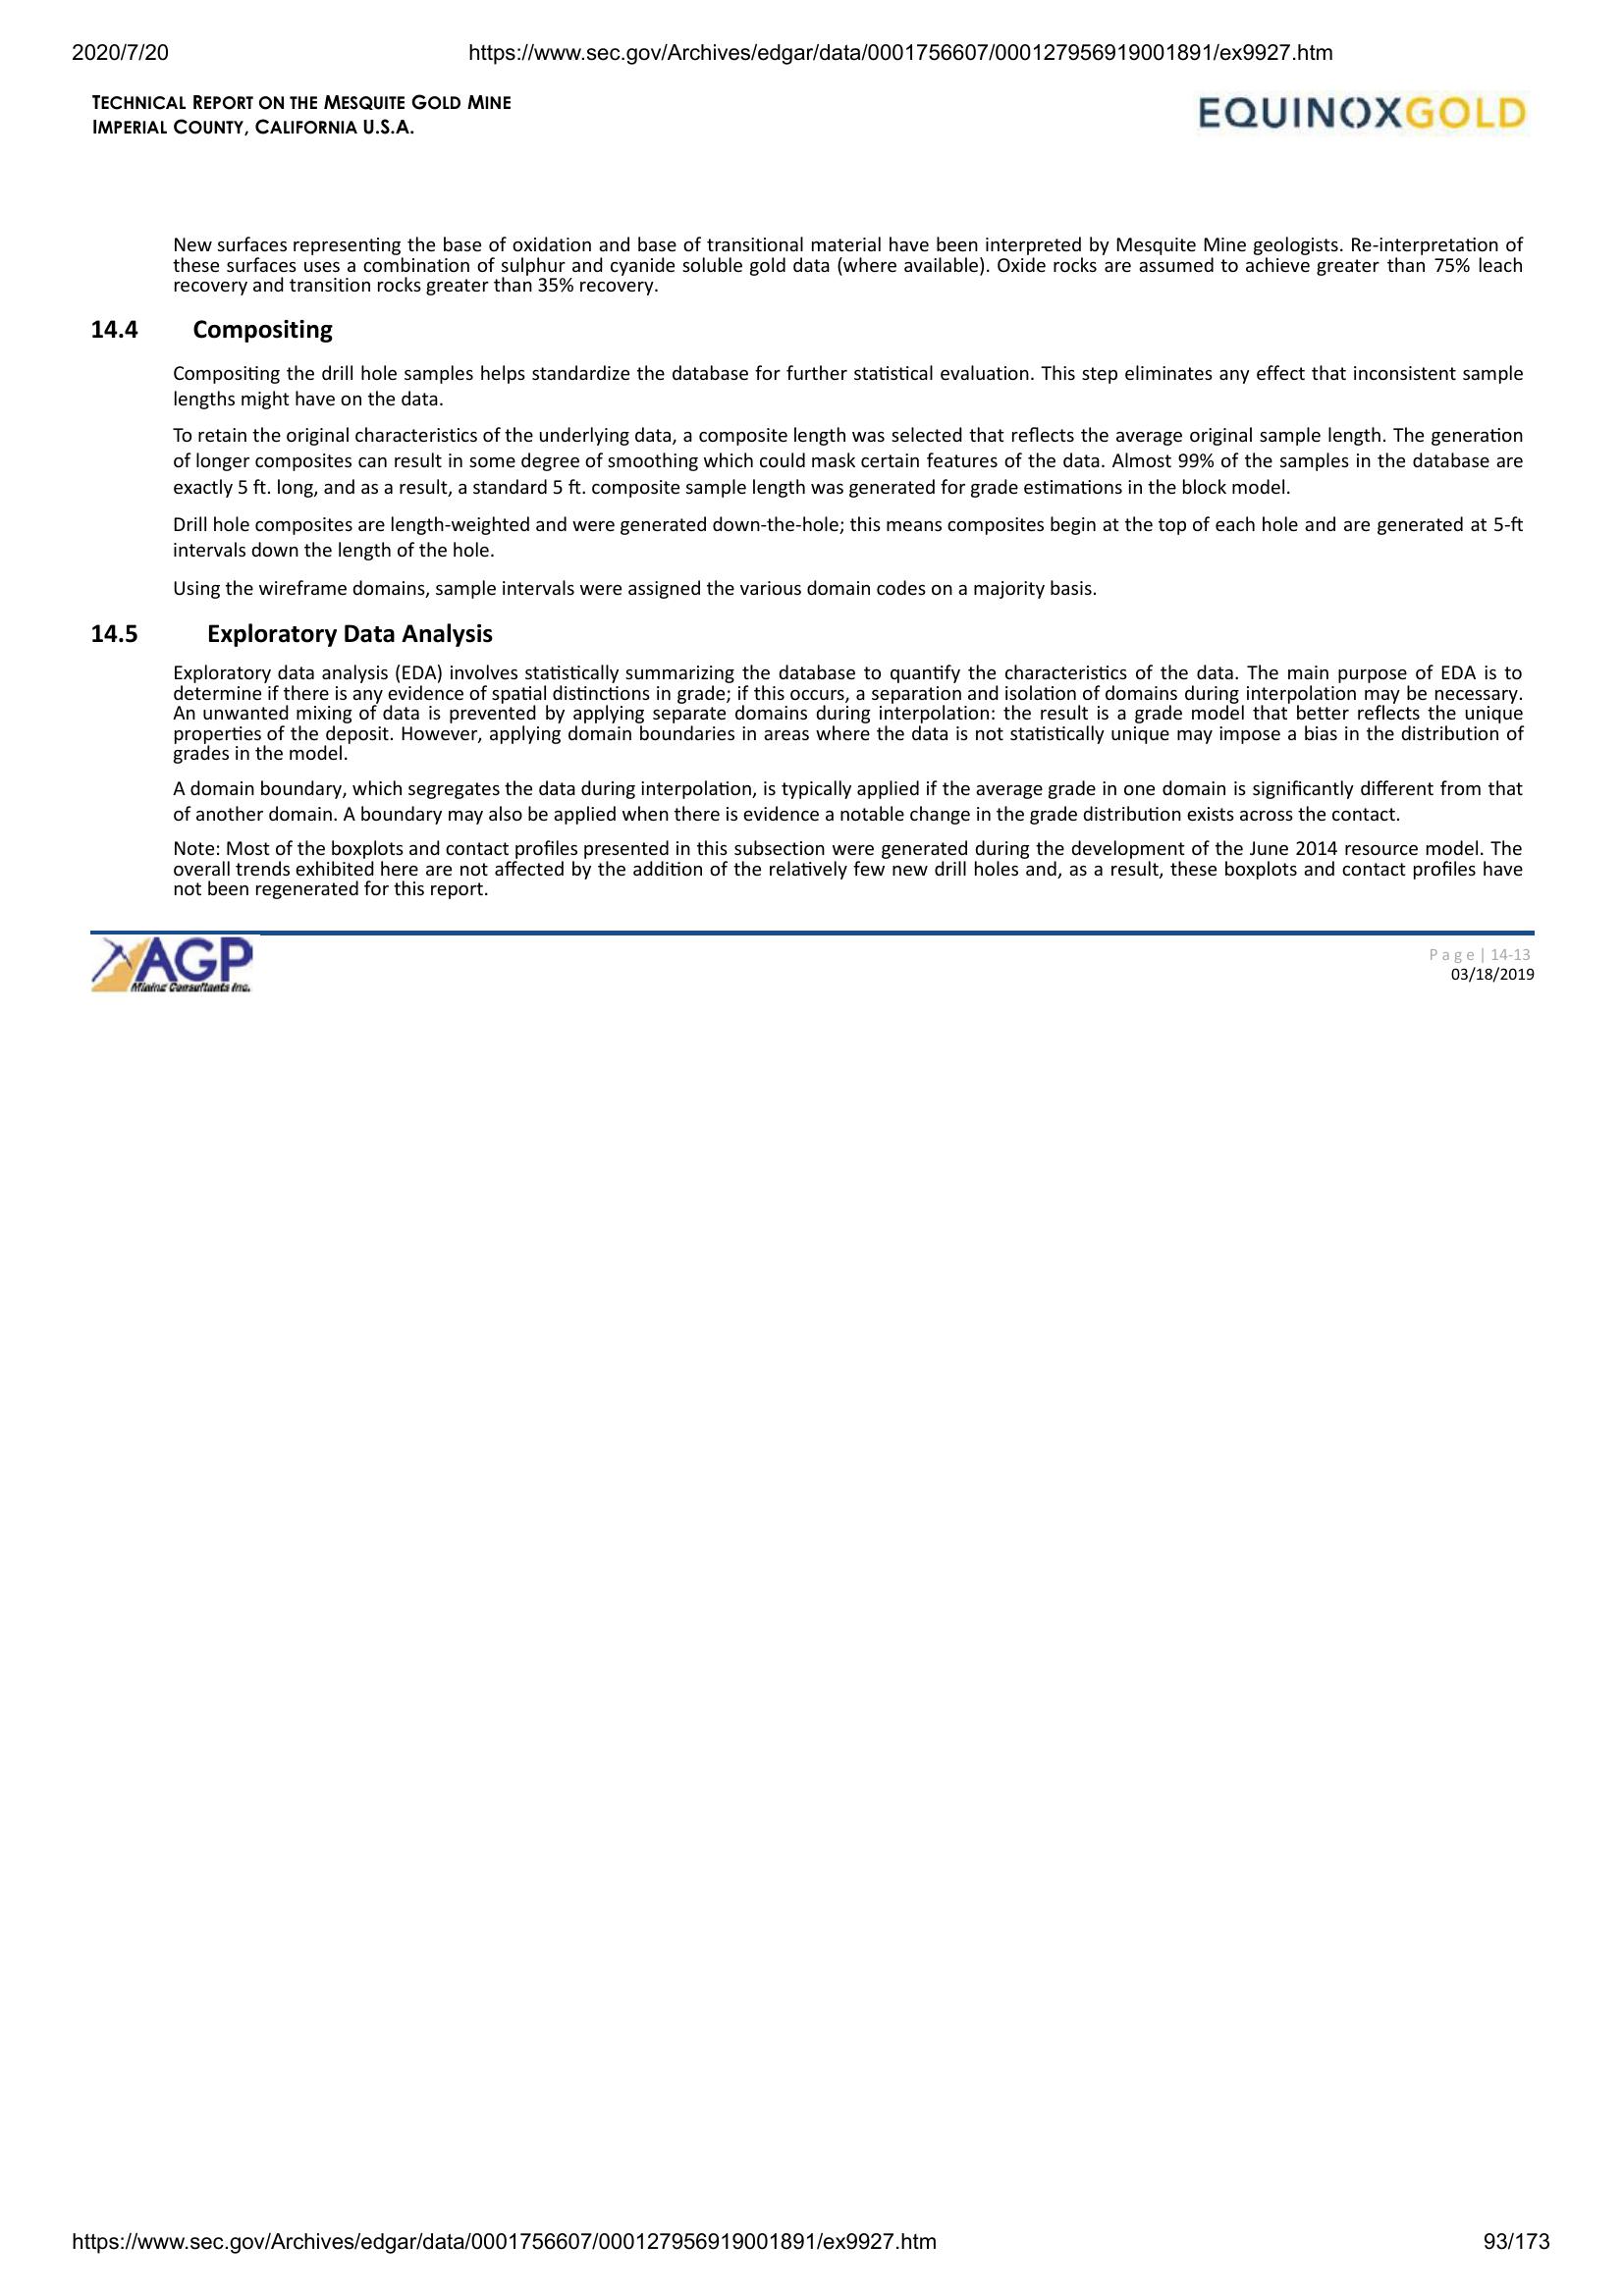 2020/7/20 https://www.sec.gov/Archives/edgar/data/0001756607/000127956919001891/ex9927.htm
TECHNICAL REPORT ON THE MESQUITE GOLD MINE
IMPERIAL COUNTY, CALIFORNIA U.S.A.
EQUINOXGOLD
New surfaces representing the base of oxidation and base of transitional material have been interpreted by Mesquite Mine geologists. Re-interpretation of
these surfaces uses a combination of sulphur and cyanide soluble gold data (where available). Oxide rocks are assumed to achieve greater than 75% leach
recovery and transition rocks greater than 35% recovery.
14.4 Compositing
Compositing the drill hole samples helps standardize the database for further statistical evaluation. This step eliminates any effect that inconsistent sample
lengths might have on the data.
To retain the original characteristics of the underlying data, a composite length was selected that reflects the average original sample length. The generation
of longer composites can result in some degree of smoothing which could mask certain features of the data. Almost 99% of the samples in the database are
exactly 5 ft. long, and as a result, a standard 5 ft. composite sample length was generated for grade estimations in the block model.
Drill hole composites are length-weighted and were generated down-the-hole; this means composites begin at the top of each hole and are generated at 5-ft
intervals down the length of the hole.
Using the wireframe domains, sample intervals were assigned the various domain codes on a majority basis.
14.5 Exploratory Data Analysis
Exploratory data analysis (EDA) involves statistically summarizing the database to quantify the characteristics of the data. The main purpose of EDA is to
determine if there is any evidence of spatial distinctions in grade; if this occurs, a separation and isolation of domains during interpolation may be necessary.
An unwanted mixing of data is prevented by applying separate domains during interpolation: the result is a grade model that better reflects the unique
properties of the deposit. However, applying domain boundaries in areas where the data is not statistically unique may impose a bias in the distribution of
grades in the model.
A domain boundary, which segregates the data during interpolation, is typically applied if the average grade in one domain is significantly different from that
of another domain. A boundary may also be applied when there is evidence a notable change in the grade distribution exists across the contact.
Note: Most of the boxplots and contact profiles presented in this subsection were generated during the development of the June 2014 resource model. The
overall trends exhibited here are not affected by the addition of the relatively few new drill holes and, as a result, these boxplots and contact profiles have
not been regenerated for this report.
AGP
Mining Consultants Inc.
Page | 14-13
03/18/2019
https://www.sec.gov/Archives/edgar/data/0001756607/000127956919001891/ex9927.htm 93/173